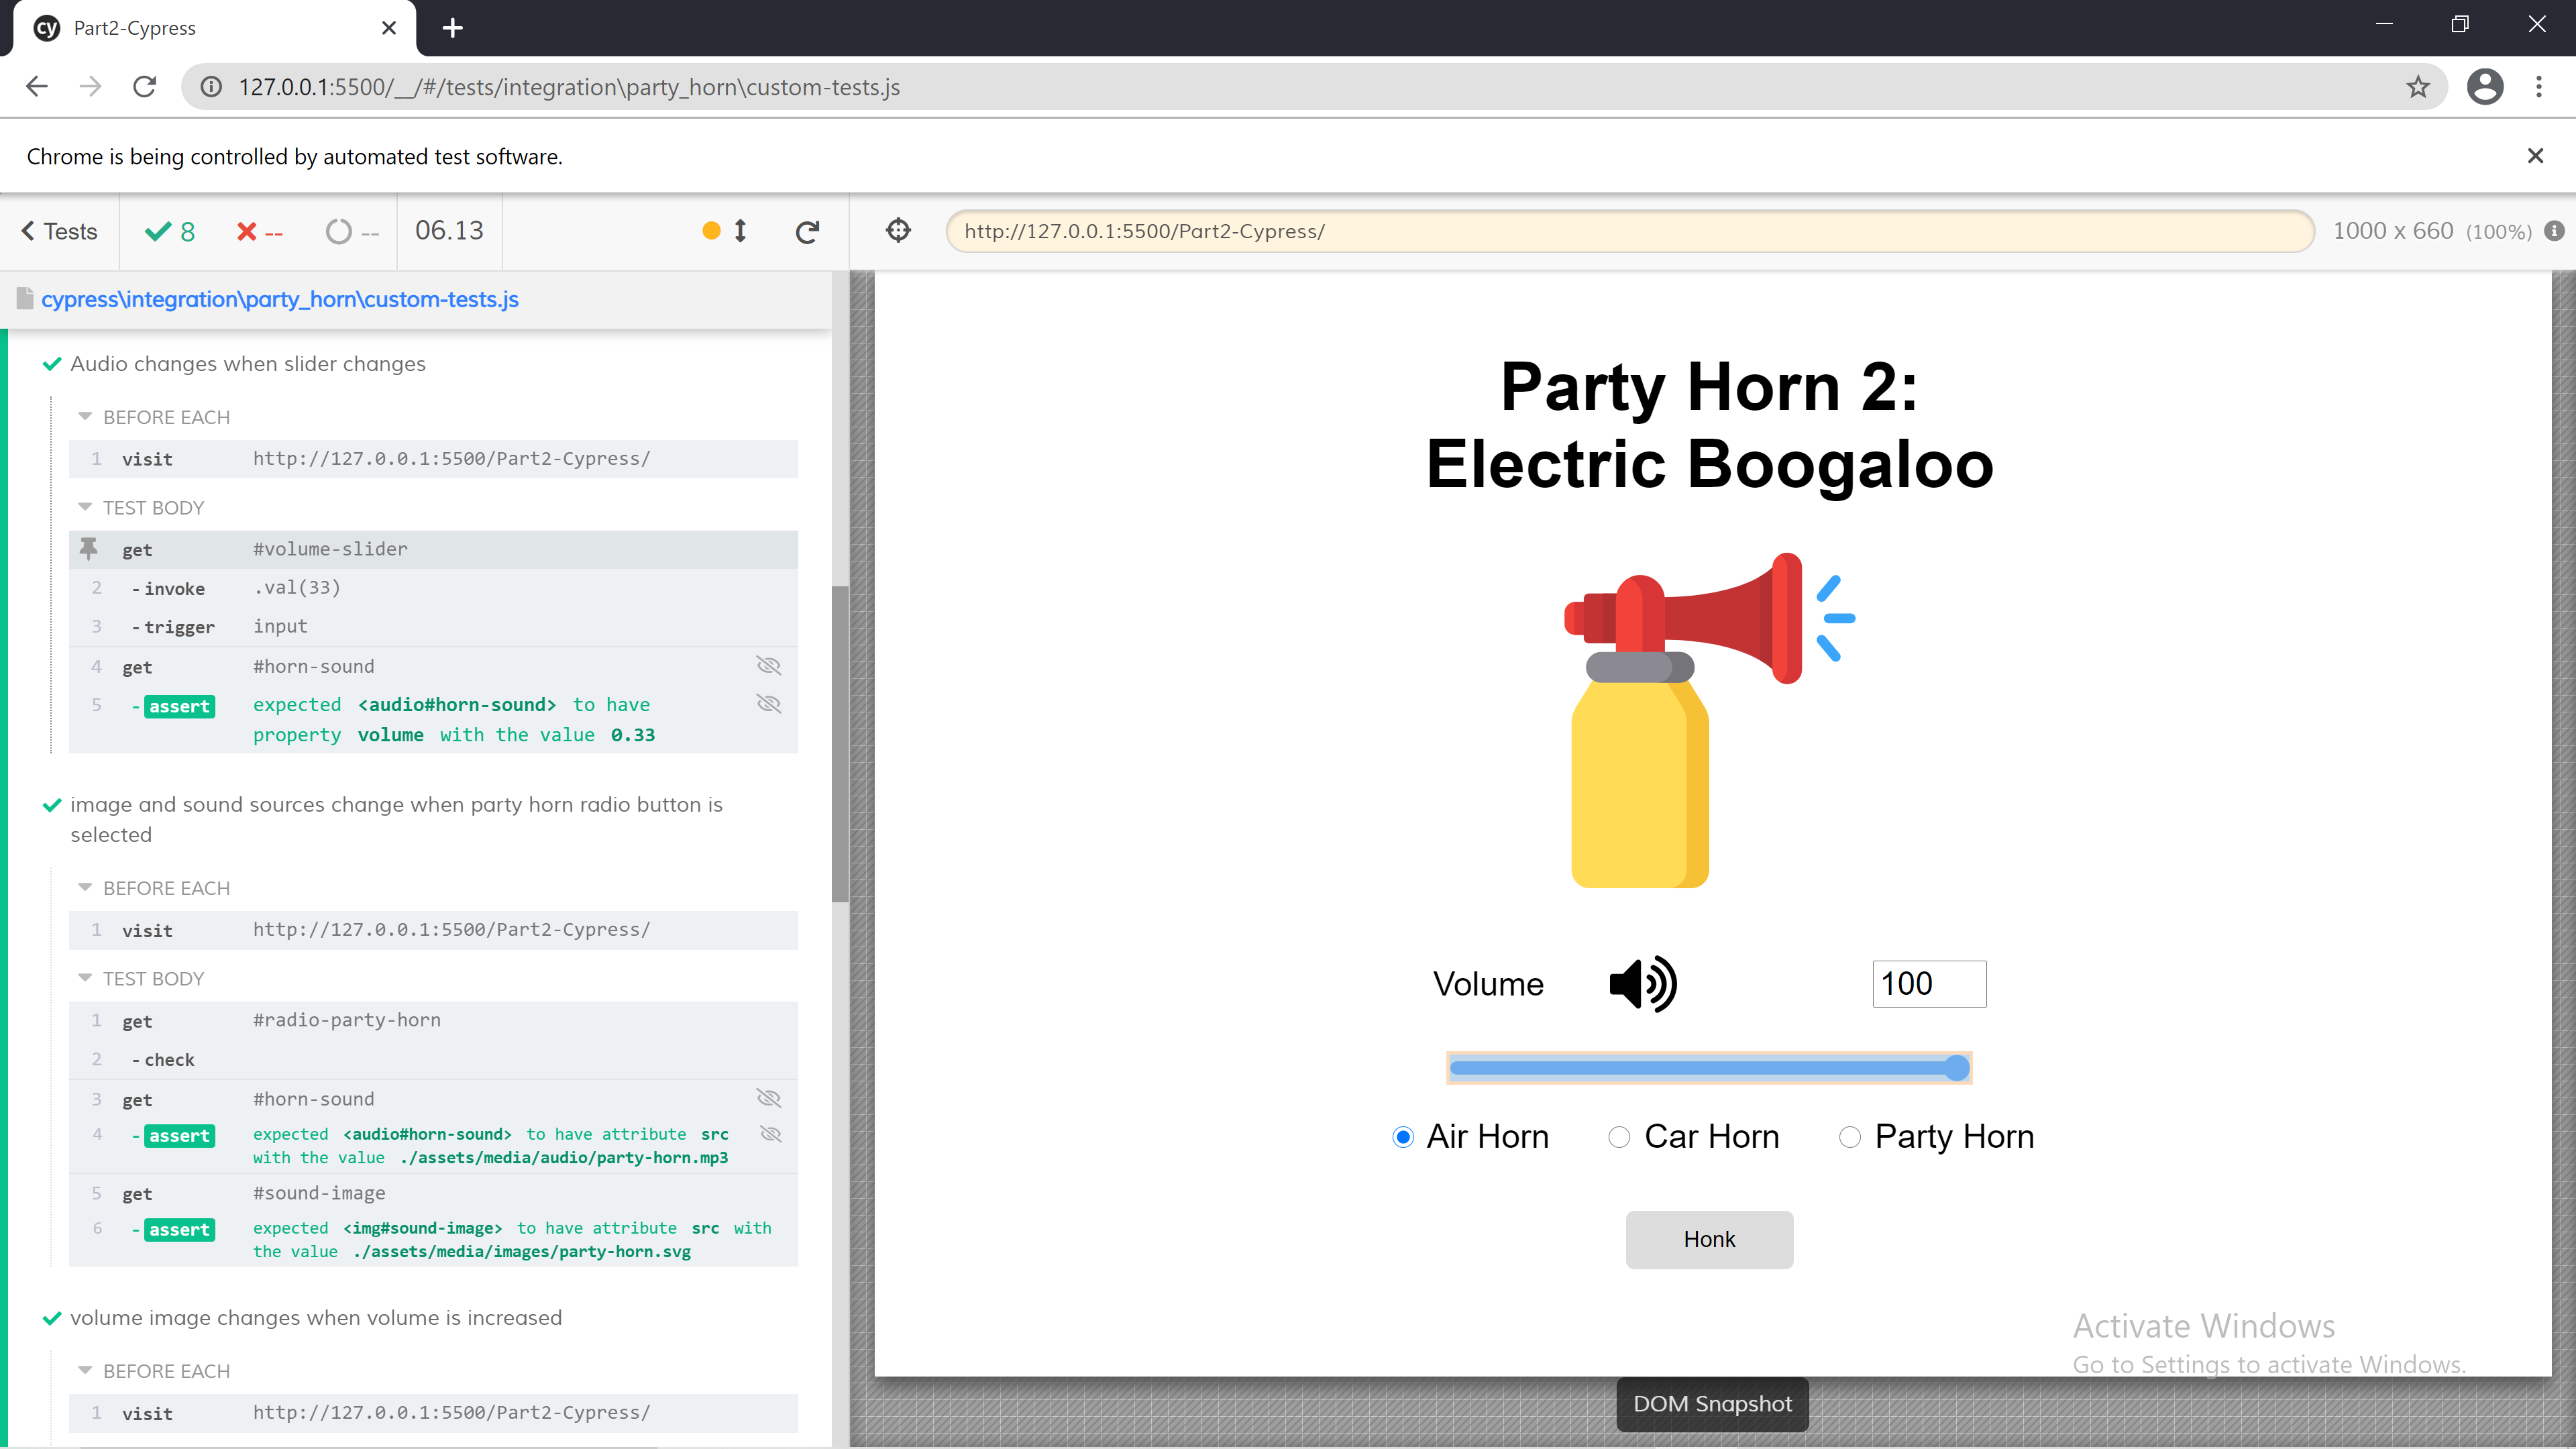 cy Part2-Cypress
127.0.0.1:5500/__/#/tests/integration\party_horn\custom-tests.js
Chrome is being controlled by automated test software.
Tests 8 -- -- 06.13
http://127.0.0.1:5500/Part2-Cypress/ 1000 x 660 (100%)
cypress\integration\party_horn\custom-tests.js
Audio changes when slider changes
BEFORE EACH
1 visit http://127.0.0.1:5500/Part2-Cypress/
TEST BODY
get #volume-slider
2 - invoke .val(33)
3 - trigger input
4 get #horn-sound
5 - assert expected <audio#horn-sound> to have
property volume with the value 0.33
image and sound sources change when party horn radio button is
selected
BEFORE EACH
1 visit http://127.0.0.1:5500/Part2-Cypress/
TEST BODY
1 get #radio-party-horn
2 - check
3 get #horn-sound
4 - assert expected <audio#horn-sound> to have attribute src
with the value ./assets/media/audio/party-horn.mp3
5 get #sound-image
6 - assert expected <img#sound-image> to have attribute src with
the value ./assets/media/images/party-horn.svg
volume image changes when volume is increased
BEFORE EACH
1 visit http://127.0.0.1:5500/Part2-Cypress/
Party Horn 2:
Electric Boogaloo
Volume 100
Air Horn Car Horn Party Horn
Honk
Activate Windows
Go to Settings to activate Windows.
DOM Snapshot